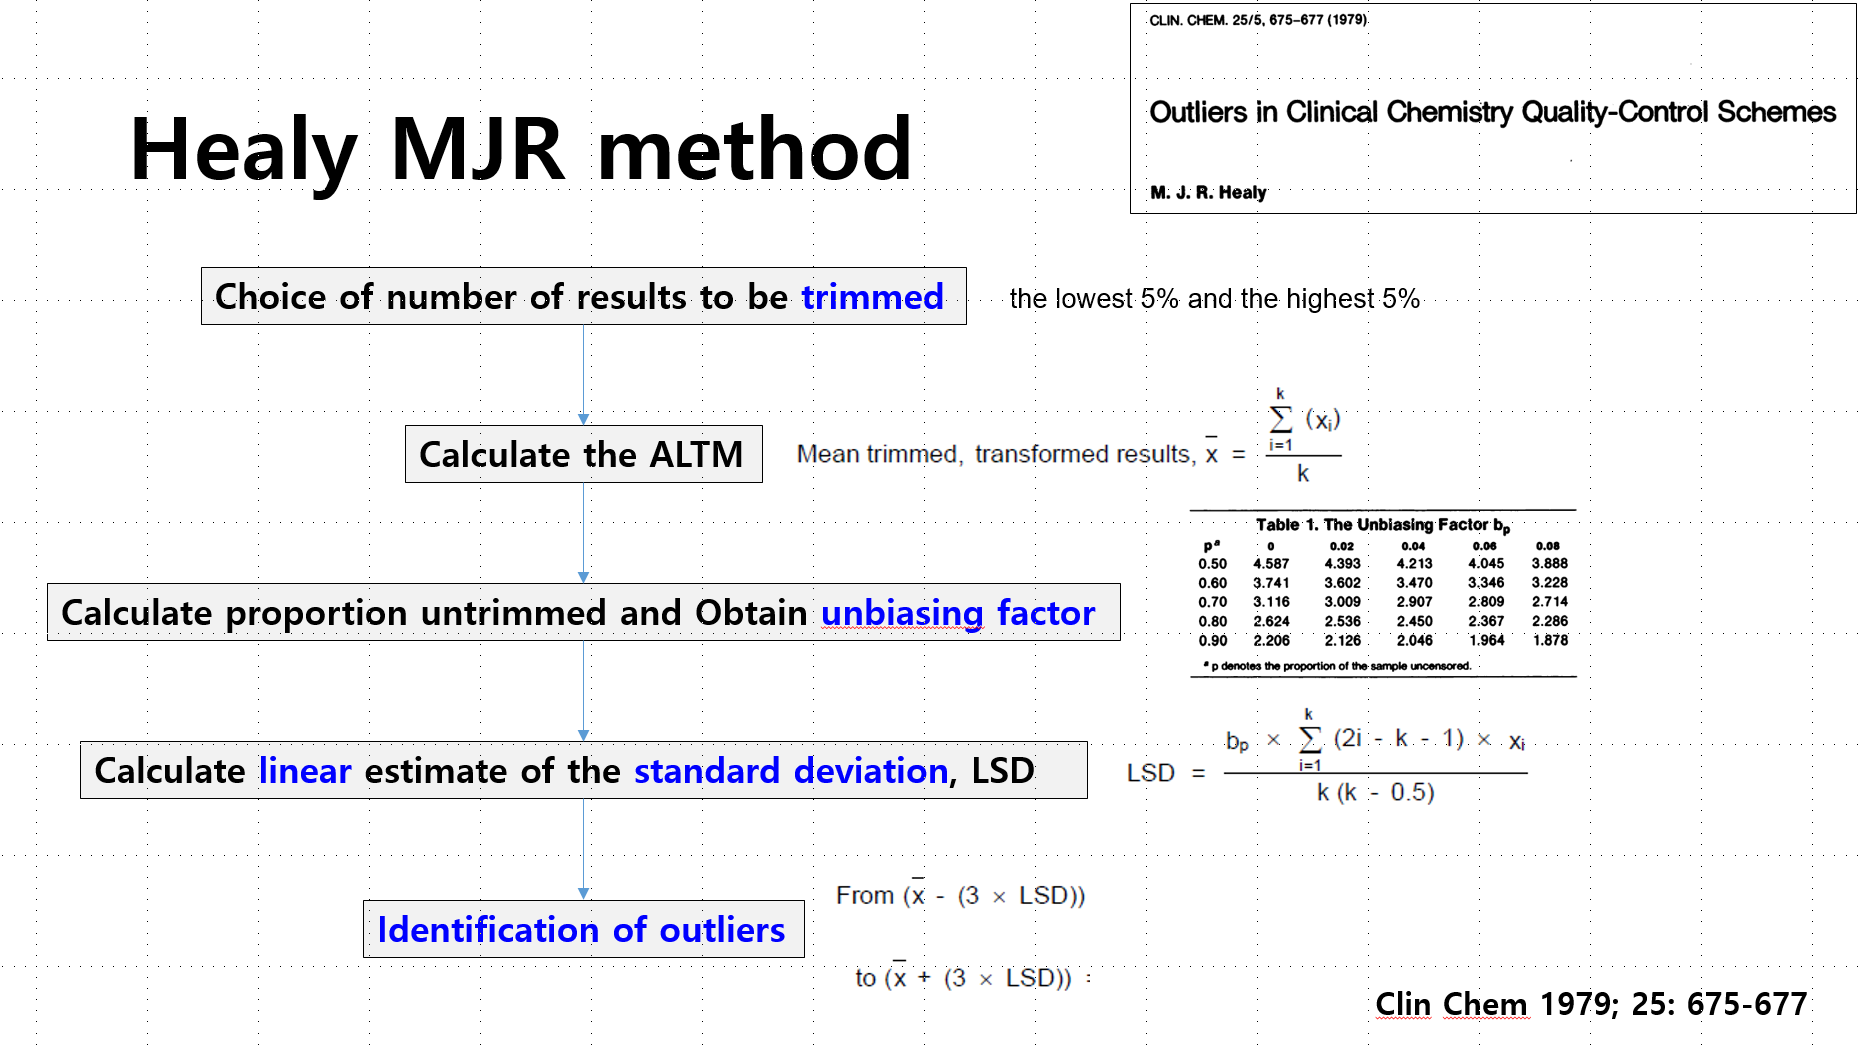 CLIN. CHEM. 25/5, 675–677 (1979)
Outliers in Clinical Chemistry Quality-Control Schemes
M. J. R. Healy
Healy MJR method
Choice of number of results to be trimmed
the lowest 5% and the highest 5%
Calculate the ALTM
Mean trimmed, transformed results, x̄ = \frac{\sum_{i=1}^{k} (x_i)}{k}
Table 1. The Unbiasing Factor b_p
p^a 0 0.02 0.04 0.06 0.08
0.50 4.587 4.393 4.213 4.045 3.888
0.60 3.741 3.602 3.470 3.346 3.228
0.70 3.116 3.009 2.907 2.809 2.714
0.80 2.624 2.536 2.450 2.367 2.286
0.90 2.206 2.126 2.046 1.964 1.878
^a p denotes the proportion of the sample uncensored.
Calculate proportion untrimmed and Obtain unbiasing factor
Calculate linear estimate of the standard deviation, LSD
LSD = \frac{b_p × \sum_{i=1}^{k} (2i - k - 1) × x_i}{k (k - 0.5)}
Identification of outliers
From (x̄ - (3 × LSD))
to (x̄ + (3 × LSD)) :
Clin Chem 1979; 25: 675-677